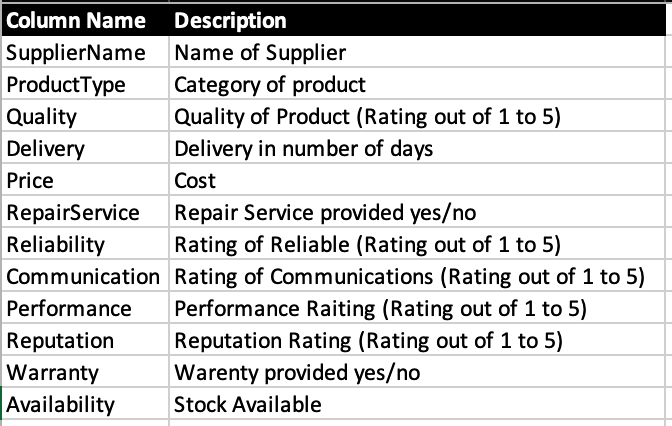 Column Name Description
SupplierName Name of Supplier
ProductType Category of product
Quality Quality of Product (Rating out of 1 to 5)
Delivery Delivery in number of days
Price Cost
RepairService Repair Service provided yes/no
Reliability Rating of Reliable (Rating out of 1 to 5)
Communication Rating of Communications (Rating out of 1 to 5)
Performance Performance Raiting (Rating out of 1 to 5)
Reputation Reputation Rating (Rating out of 1 to 5)
Warranty Warenty provided yes/no
Availability Stock Available